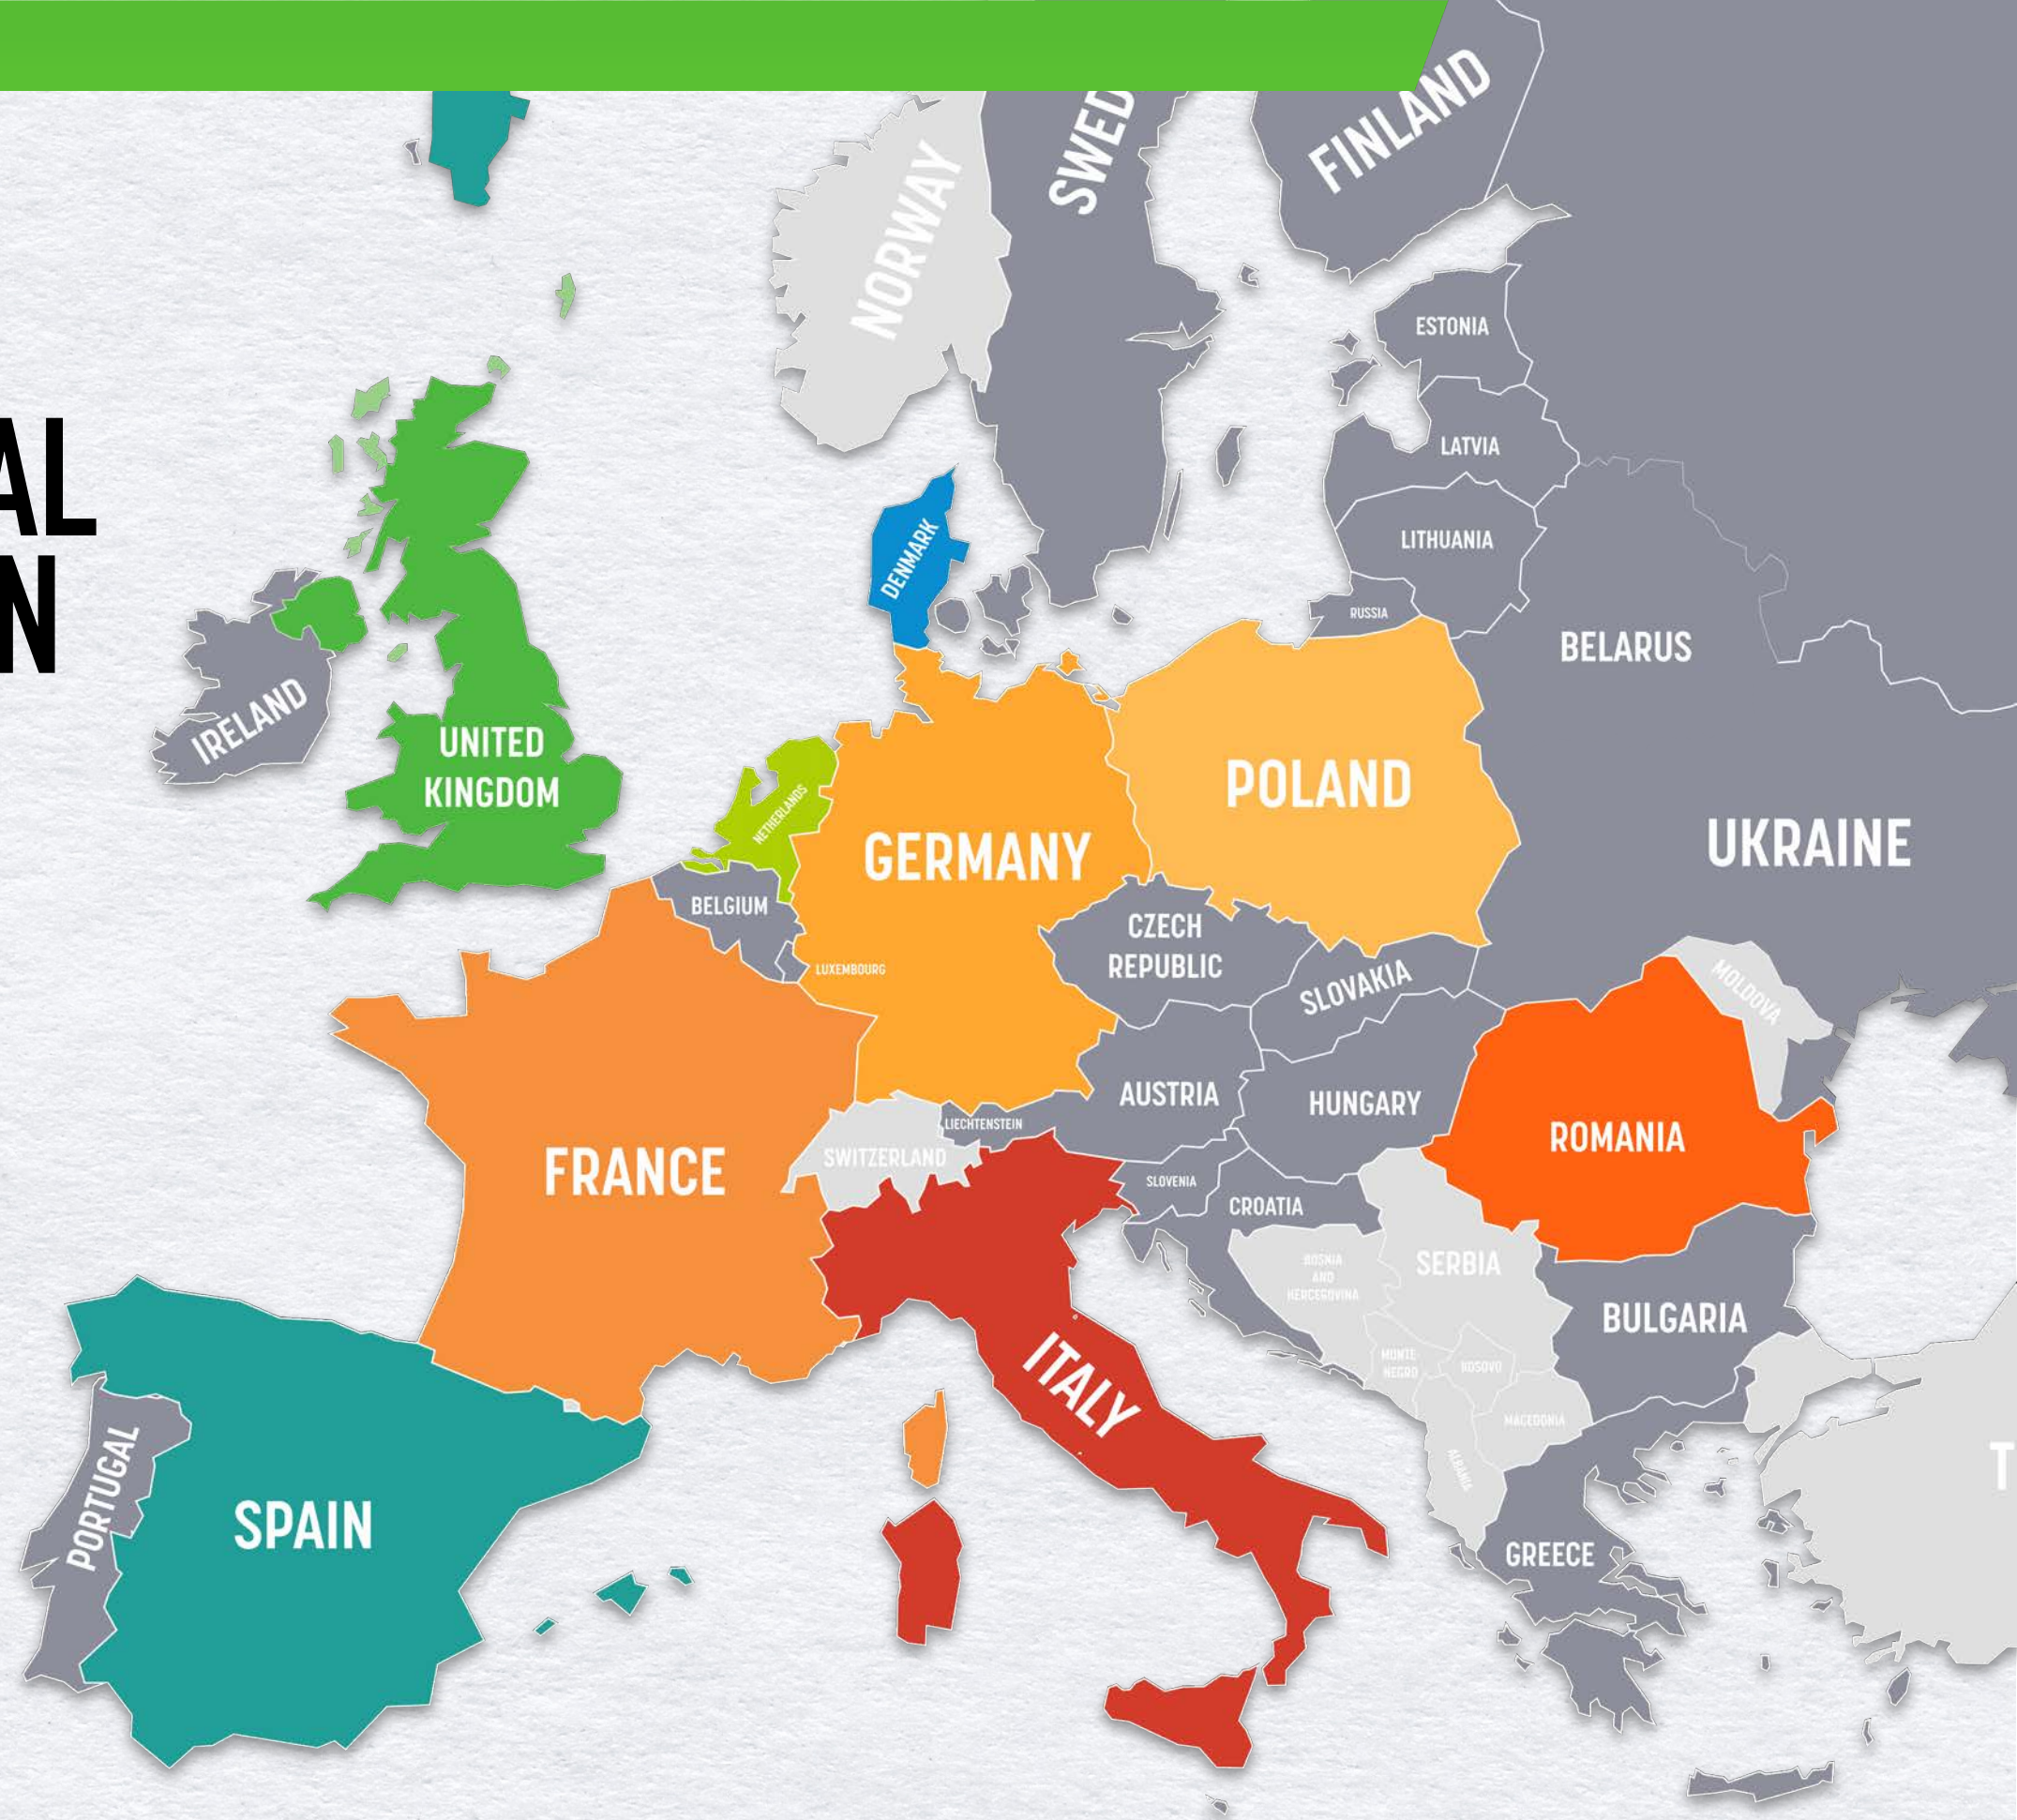 AL
N
NORWAY
SWED
FINLAND
ESTONIA
LATVIA
LITHUANIA
RUSSIA
BELARUS
DENMARK
IRELAND
UNITED
KINGDOM
NETHERLANDS
BELGIUM
LUXEMBOURG
GERMANY
POLAND
UKRAINE
CZECH
REPUBLIC
SLOVAKIA
MOLDOVA
AUSTRIA
HUNGARY
ROMANIA
LIECHTENSTEIN
SWITZERLAND
FRANCE
SLOVENIA
CROATIA
BOSNIA
AND
HERCEGOVINA
SERBIA
BULGARIA
MONTE
NEGRO
KOSOVO
MACEDONIA
ALBANIA
ITALY
PORTUGAL
SPAIN
GREECE
T